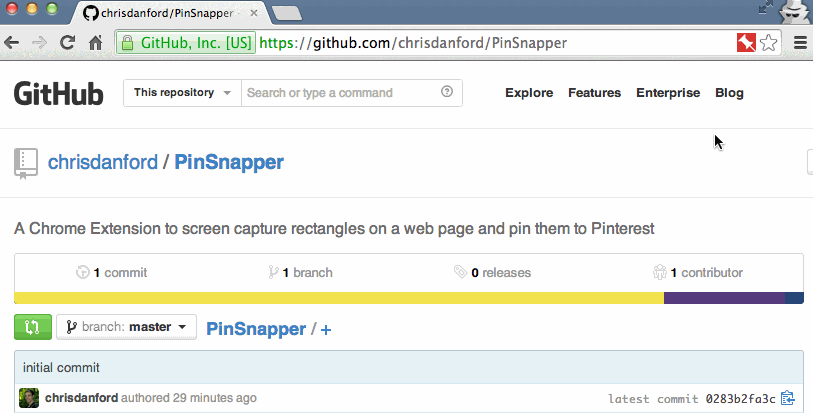 chrisdanford/PinSnapper
GitHub, Inc. [US] https://github.com/chrisdanford/PinSnapper
GitHub This repository Search or type a command Explore Features Enterprise Blog
chrisdanford / PinSnapper
A Chrome Extension to screen capture rectangles on a web page and pin them to Pinterest
1 commit 1 branch 0 releases 1 contributor
branch: master PinSnapper / +
initial commit
chrisdanford authored 29 minutes ago latest commit 0283b2fa3c